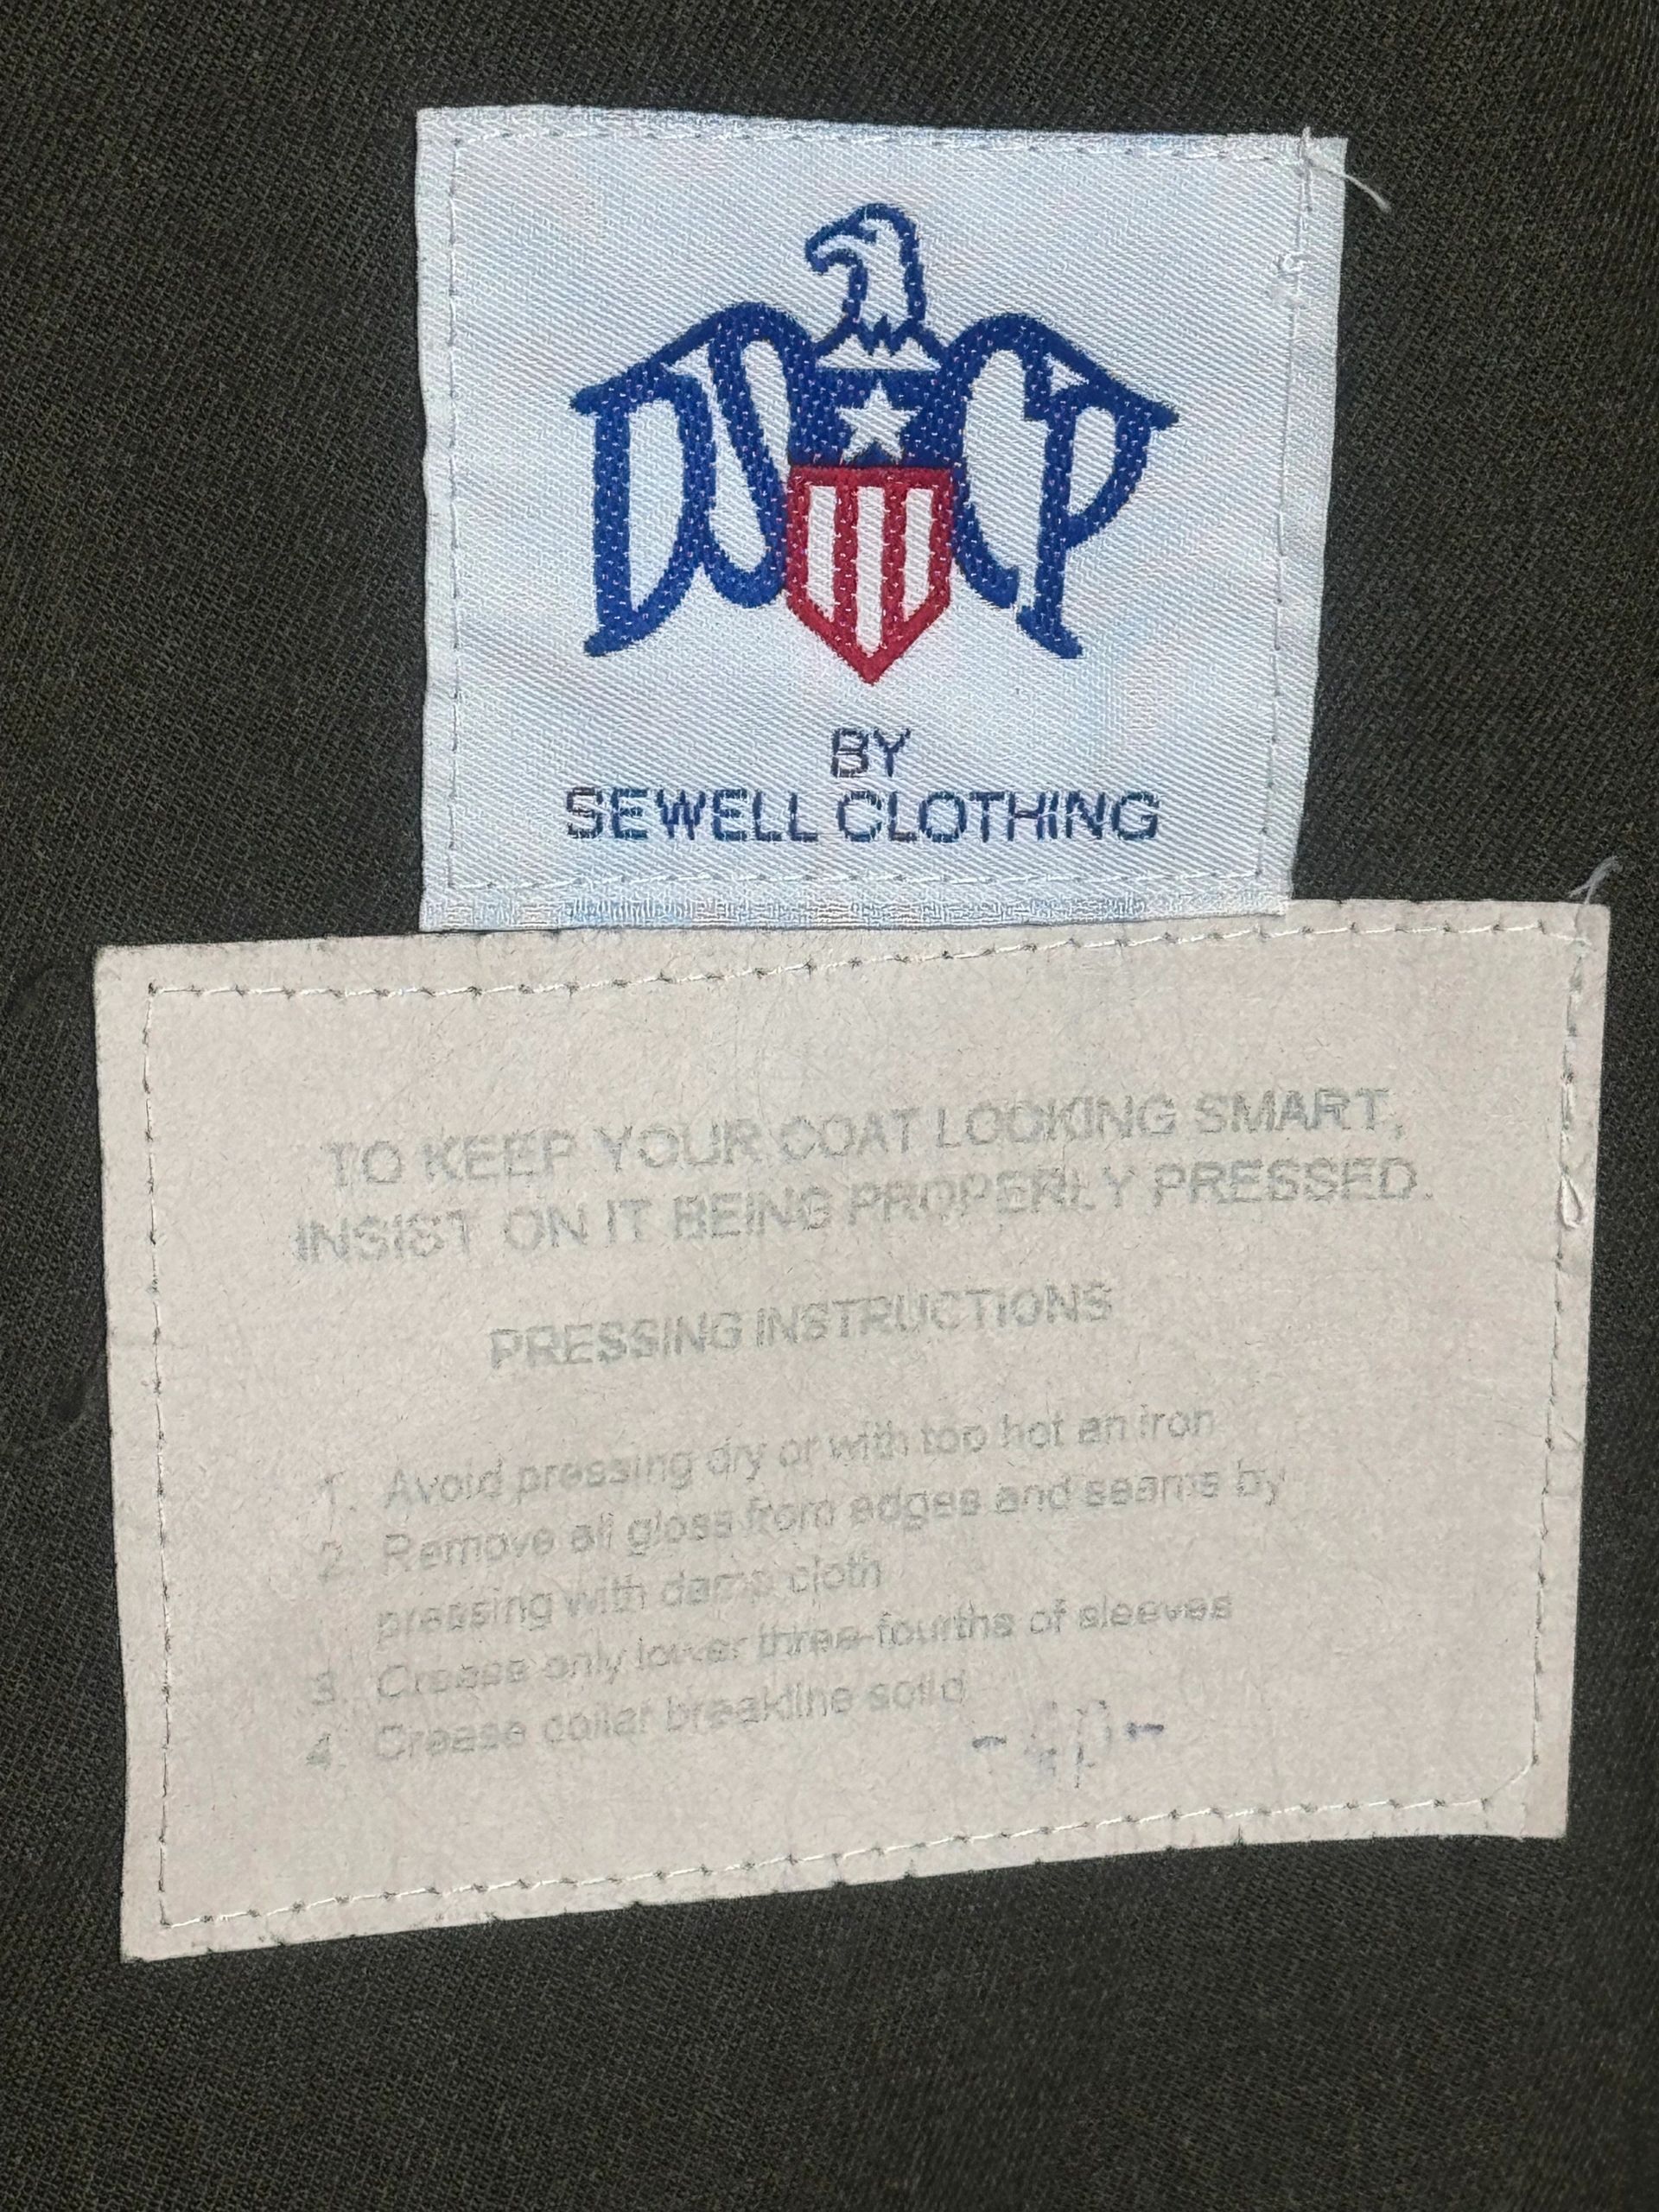 DSCP
BY
SEWELL CLOTHING
TO KEEP YOUR COAT LOOKING SMART,
INSIST ON IT BEING PROPERLY PRESSED.
PRESSING INSTRUCTIONS
1. Avoid pressing dry or with too hot an iron
2. Remove all gloss from edges and seams by
pressing with damp cloth
3. Crease only lower three-fourths of sleeves
4. Crease collar breakline solid